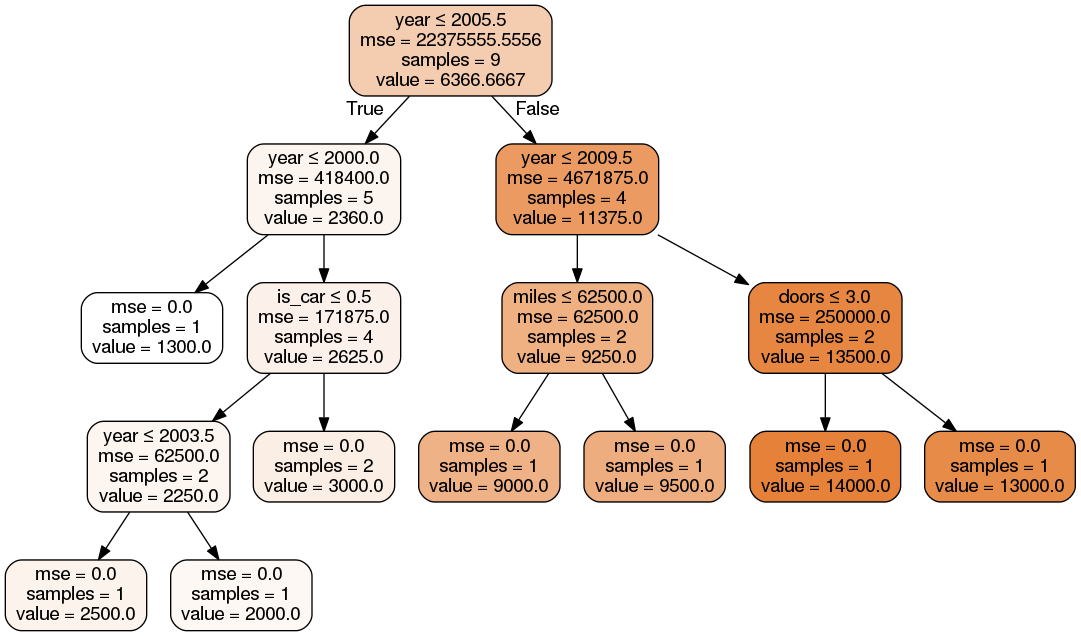 year ≤ 2005.5
mse = 22375555.5556
samples = 9
value = 6366.6667
True
False
year ≤ 2000.0
mse = 418400.0
samples = 5
value = 2360.0
year ≤ 2009.5
mse = 4671875.0
samples = 4
value = 11375.0
mse = 0.0
samples = 1
value = 1300.0
is_car ≤ 0.5
mse = 171875.0
samples = 4
value = 2625.0
miles ≤ 62500.0
mse = 62500.0
samples = 2
value = 9250.0
doors ≤ 3.0
mse = 250000.0
samples = 2
value = 13500.0
year ≤ 2003.5
mse = 62500.0
samples = 2
value = 2250.0
mse = 0.0
samples = 2
value = 3000.0
mse = 0.0
samples = 1
value = 9000.0
mse = 0.0
samples = 1
value = 9500.0
mse = 0.0
samples = 1
value = 14000.0
mse = 0.0
samples = 1
value = 13000.0
mse = 0.0
samples = 1
value = 2500.0
mse = 0.0
samples = 1
value = 2000.0